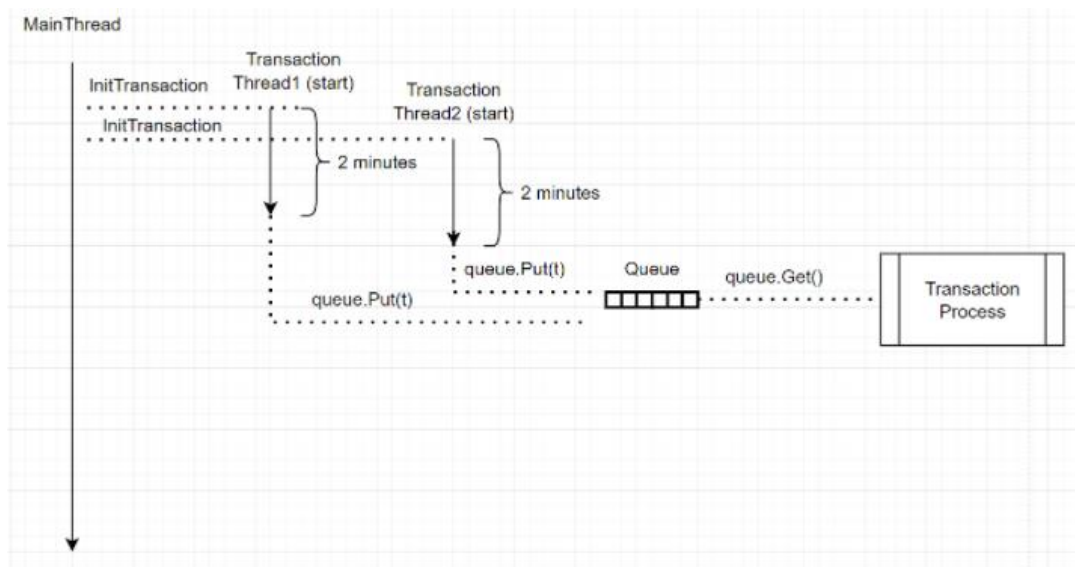 MainThread
Transaction
InitTransaction
Thread1 (start)
Transaction
Thread2 (start)
InitTransaction
2 minutes
2 minutes
queue.Put(t)
Queue
queue.Get()
queue.Put(t)
Transaction
Process